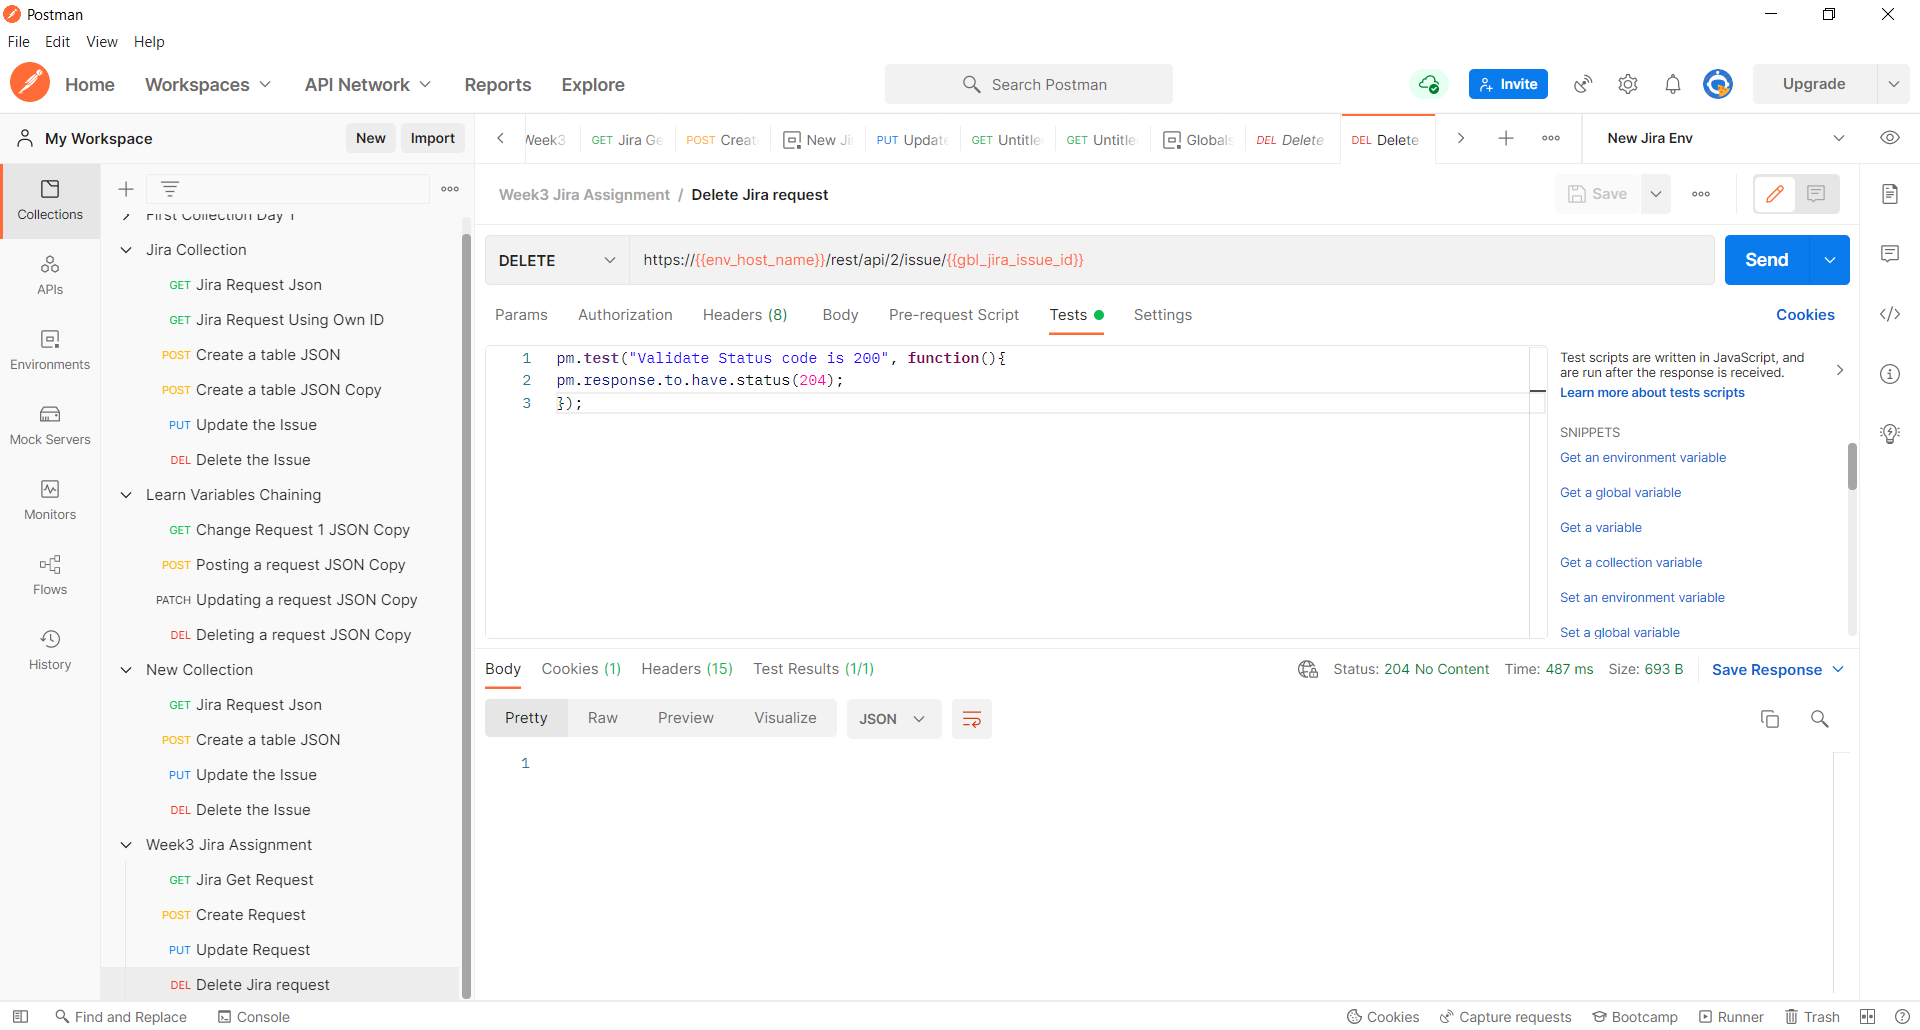 Postman
File Edit View Help
Home Workspaces API Network Reports Explore Search Postman Invite Upgrade
My Workspace New Import
Week3 GET Jira Ge POST Creat New Ji PUT Update GET Untitle GET Untitle Globals DEL Delete DEL Delete New Jira Env
Collections
APIs
Environments
Mock Servers
Monitors
Flows
History
First Collection Day 1
Jira Collection
GET Jira Request Json
GET Jira Request Using Own ID
POST Create a table JSON
POST Create a table JSON Copy
PUT Update the Issue
DEL Delete the Issue
Learn Variables Chaining
GET Change Request 1 JSON Copy
POST Posting a request JSON Copy
PATCH Updating a request JSON Copy
DEL Deleting a request JSON Copy
New Collection
GET Jira Request Json
POST Create a table JSON
PUT Update the Issue
DEL Delete the Issue
Week3 Jira Assignment
GET Jira Get Request
POST Create Request
PUT Update Request
DEL Delete Jira request
Week3 Jira Assignment / Delete Jira request Save
DELETE https://{{env_host_name}}/rest/api/2/issue/{{gbl_jira_issue_id}} Send
Params Authorization Headers (8) Body Pre-request Script Tests Settings Cookies
1 pm.test("Validate Status code is 200", function(){
2 pm.response.to.have.status(204);
3 });
Test scripts are written in JavaScript, and
are run after the response is received.
Learn more about tests scripts
SNIPPETS
Get an environment variable
Get a global variable
Get a variable
Get a collection variable
Set an environment variable
Set a global variable
Body Cookies (1) Headers (15) Test Results (1/1) Status: 204 No Content Time: 487 ms Size: 693 B Save Response
Pretty Raw Preview Visualize JSON
1
Find and Replace Console Cookies Capture requests Bootcamp Runner Trash